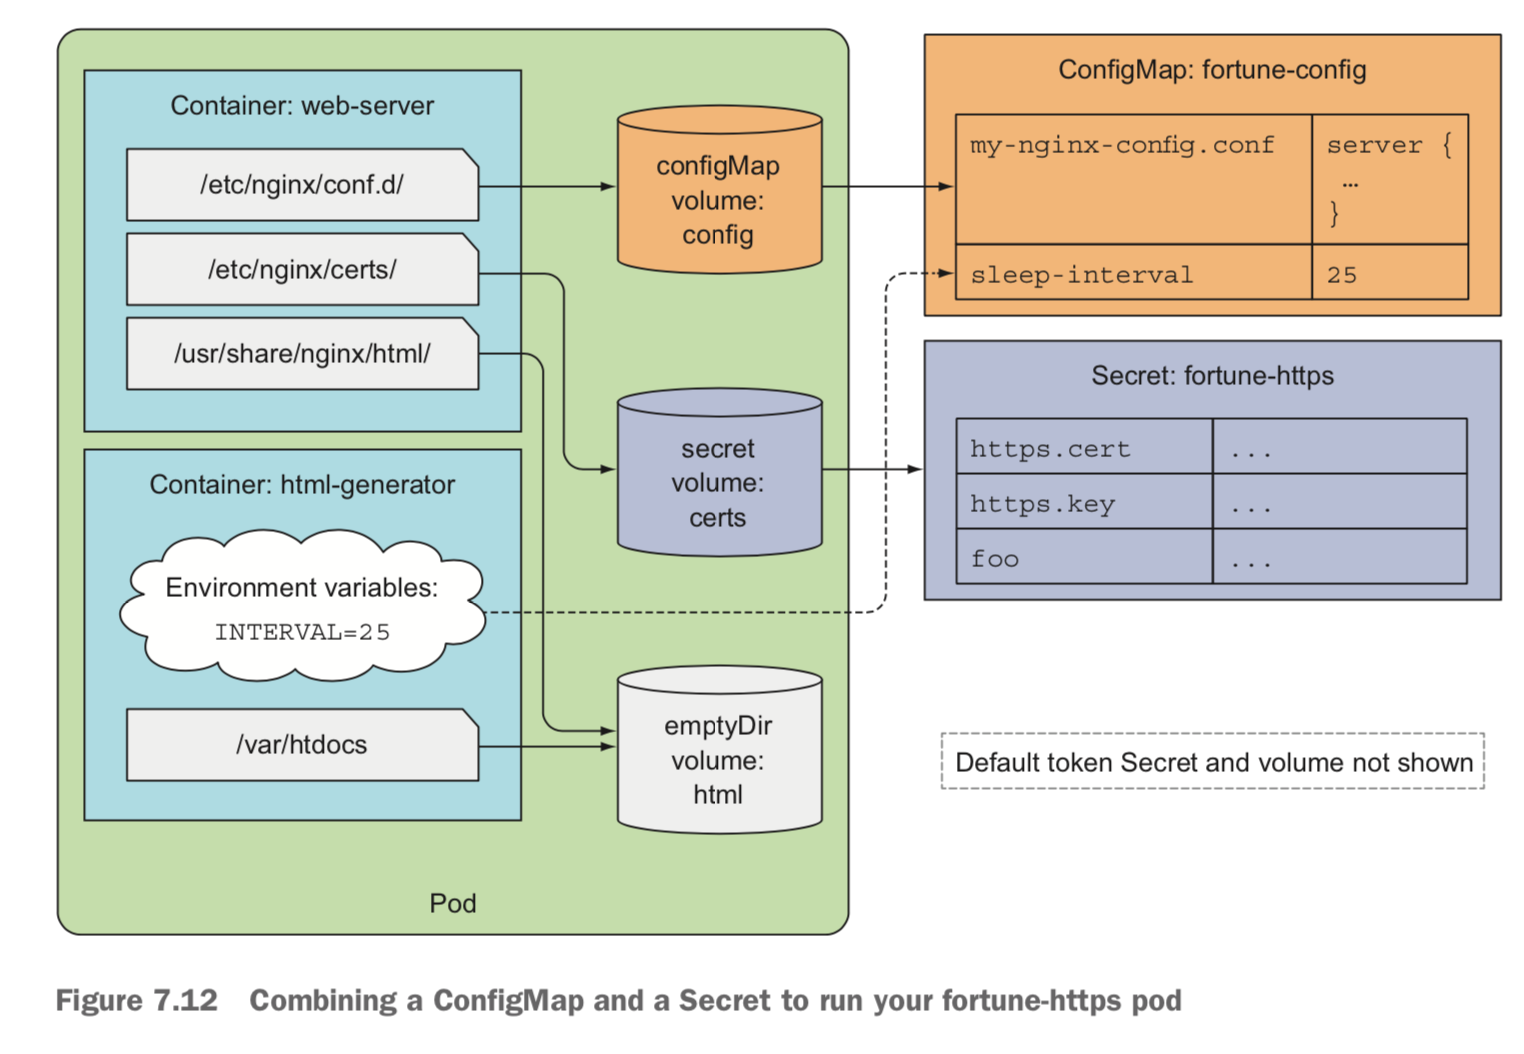 Container: web-server
/etc/nginx/conf.d/
/etc/nginx/certs/
/usr/share/nginx/html/
Container: html-generator
Environment variables:
INTERVAL=25
/var/htdocs
configMap
volume:
config
secret
volume:
certs
emptyDir
volume:
html
Pod
ConfigMap: fortune-config
my-nginx-config.conf
server {
…
}
sleep-interval
25
Secret: fortune-https
https.cert
...
https.key
...
foo
...
Default token Secret and volume not shown
Figure 7.12 Combining a ConfigMap and a Secret to run your fortune-https pod